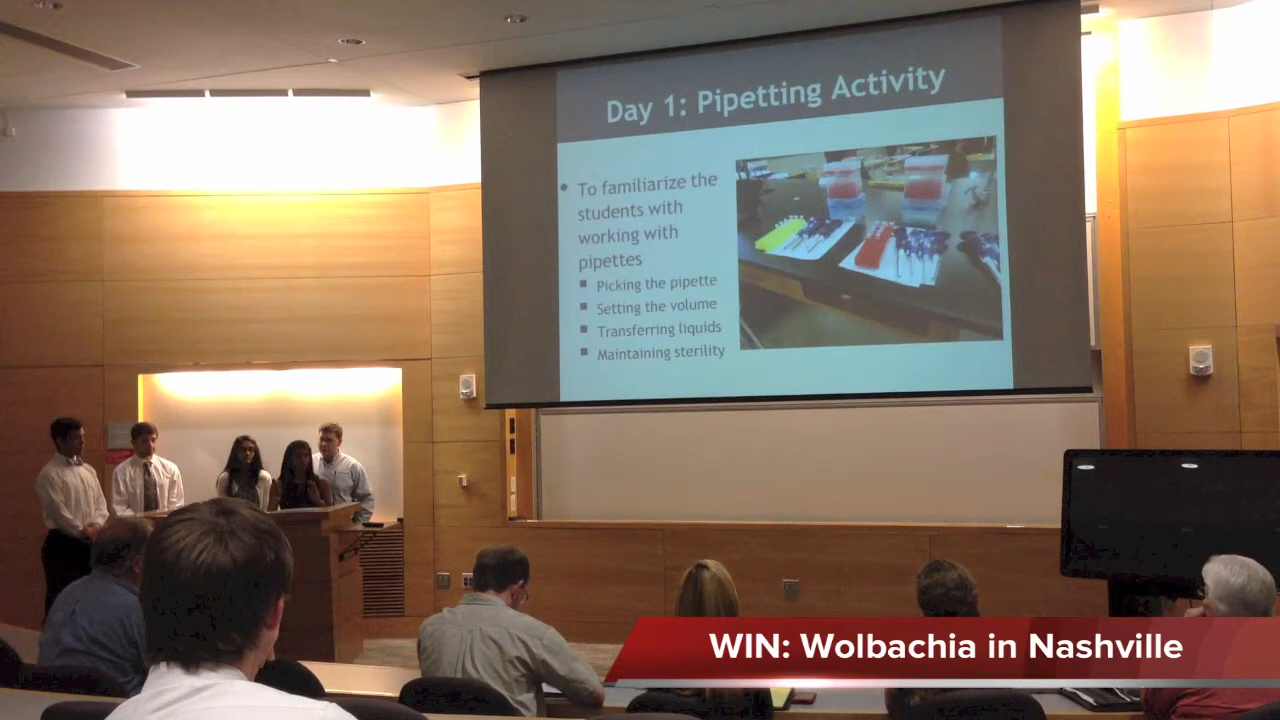 Day 1: Pipetting Activity
• To familiarize the
students with
working with
pipettes
▪ Picking the pipette
▪ Setting the volume
▪ Transferring liquids
▪ Maintaining sterility
WIN: Wolbachia in Nashville